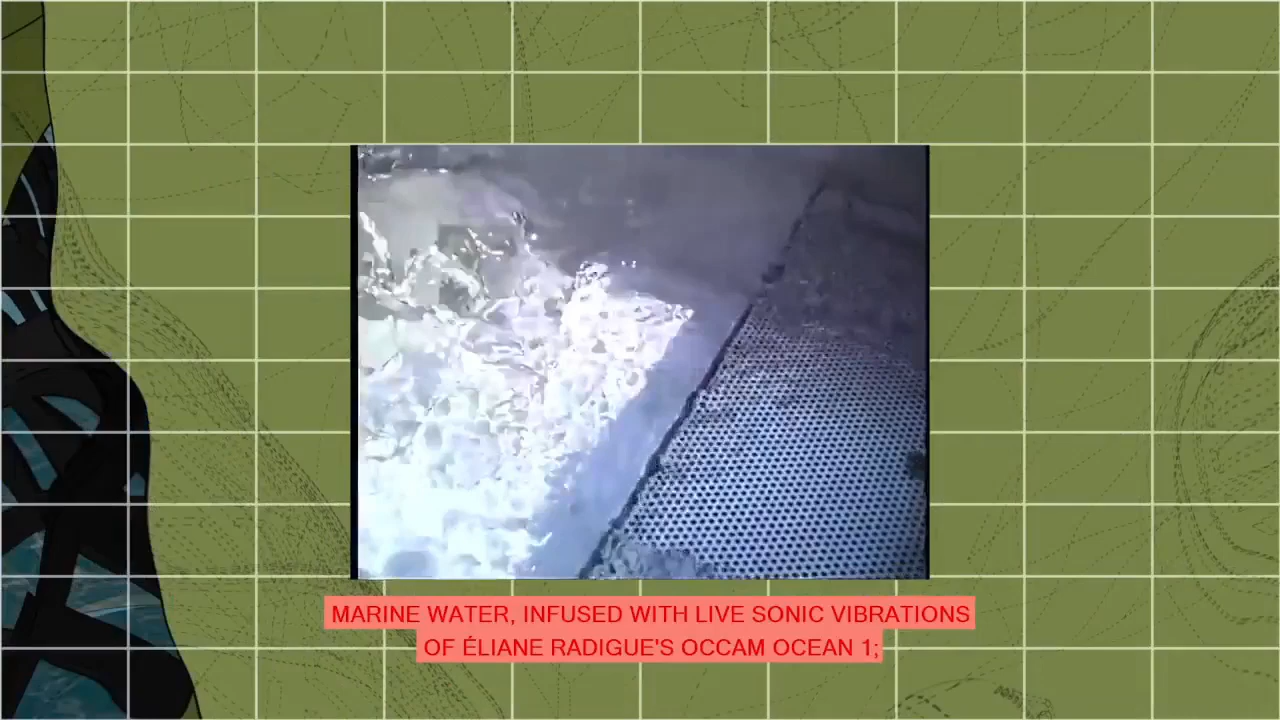 MARINE WATER, INFUSED WITH LIVE SONIC VIBRATIONS
OF ÉLIANE RADIGUE'S OCCAM OCEAN 1;